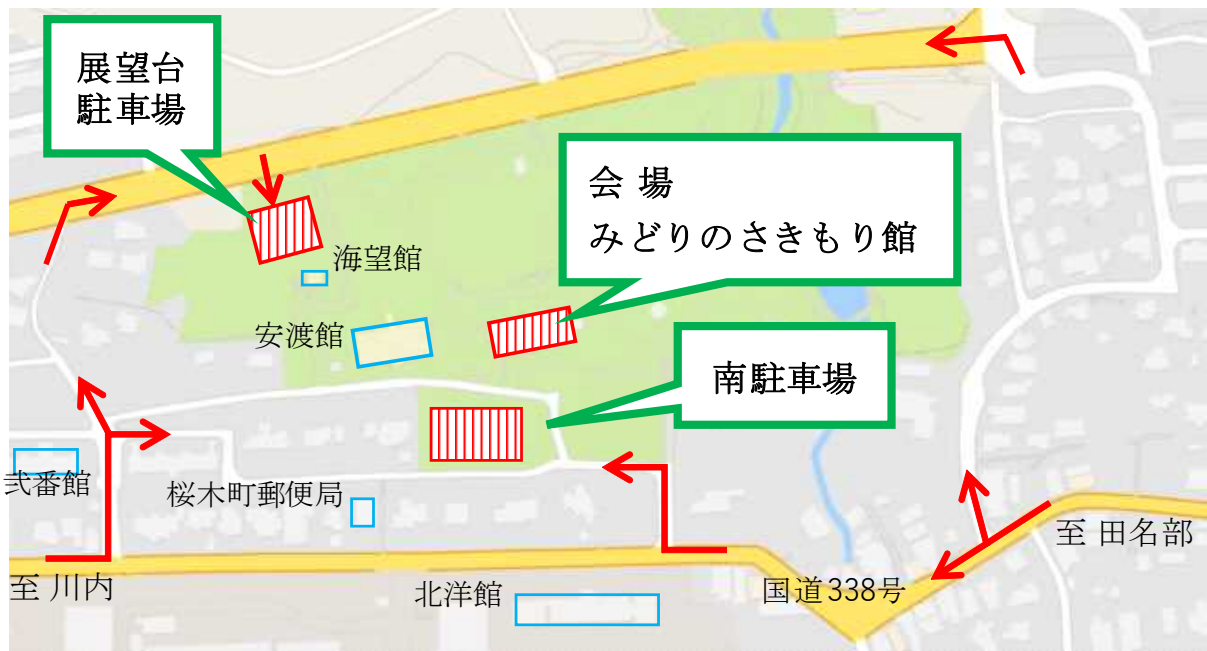 展望台
駐車場
会 場
みどりのさきもり館
海望館
安渡館
南駐車場
弐番館
桜木町郵便局
至 田名部
至 川内
北洋館
国道338号